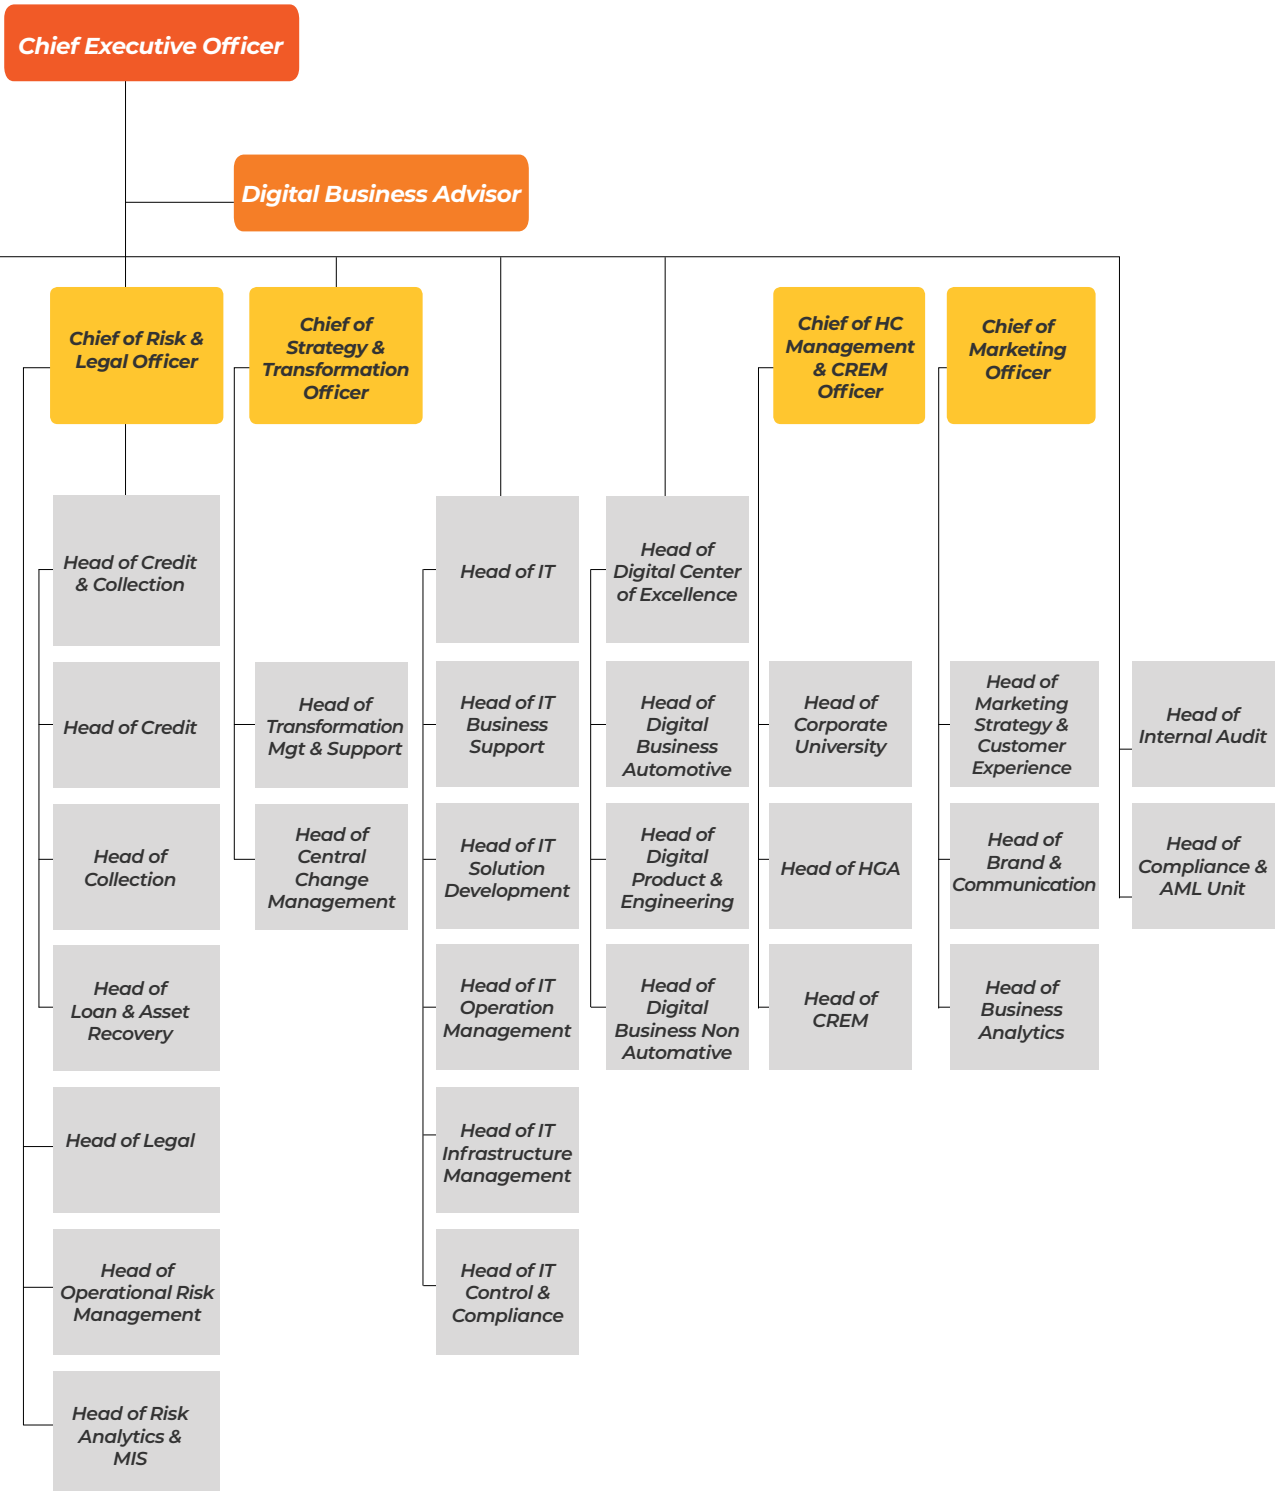 Chief Executive Officer
Digital Business Advisor
Chief of Risk &
Legal Officer
Chief of
Strategy &
Transformation
Officer
Chief of HC
Management
& CREM
Officer
Chief of
Marketing
Officer
Head of Credit
& Collection
Head of IT
Head of
Digital Center
of Excellence
Head of Credit
Head of
Transformation
Mgt & Support
Head of IT
Business
Support
Head of
Digital
Business
Automotive
Head of
Corporate
University
Head of
Marketing
Strategy &
Customer
Experience
Head of
Internal Audit
Head of
Collection
Head of
Central
Change
Management
Head of IT
Solution
Development
Head of
Digital
Product &
Engineering
Head of HGA
Head of
Brand &
Communication
Head of
Compliance &
AML Unit
Head of
Loan & Asset
Recovery
Head of IT
Operation
Management
Head of
Digital
Business Non
Automative
Head of
CREM
Head of
Business
Analytics
Head of Legal
Head of IT
Infrastructure
Management
Head of
Operational Risk
Management
Head of IT
Control &
Compliance
Head of Risk
Analytics &
MIS